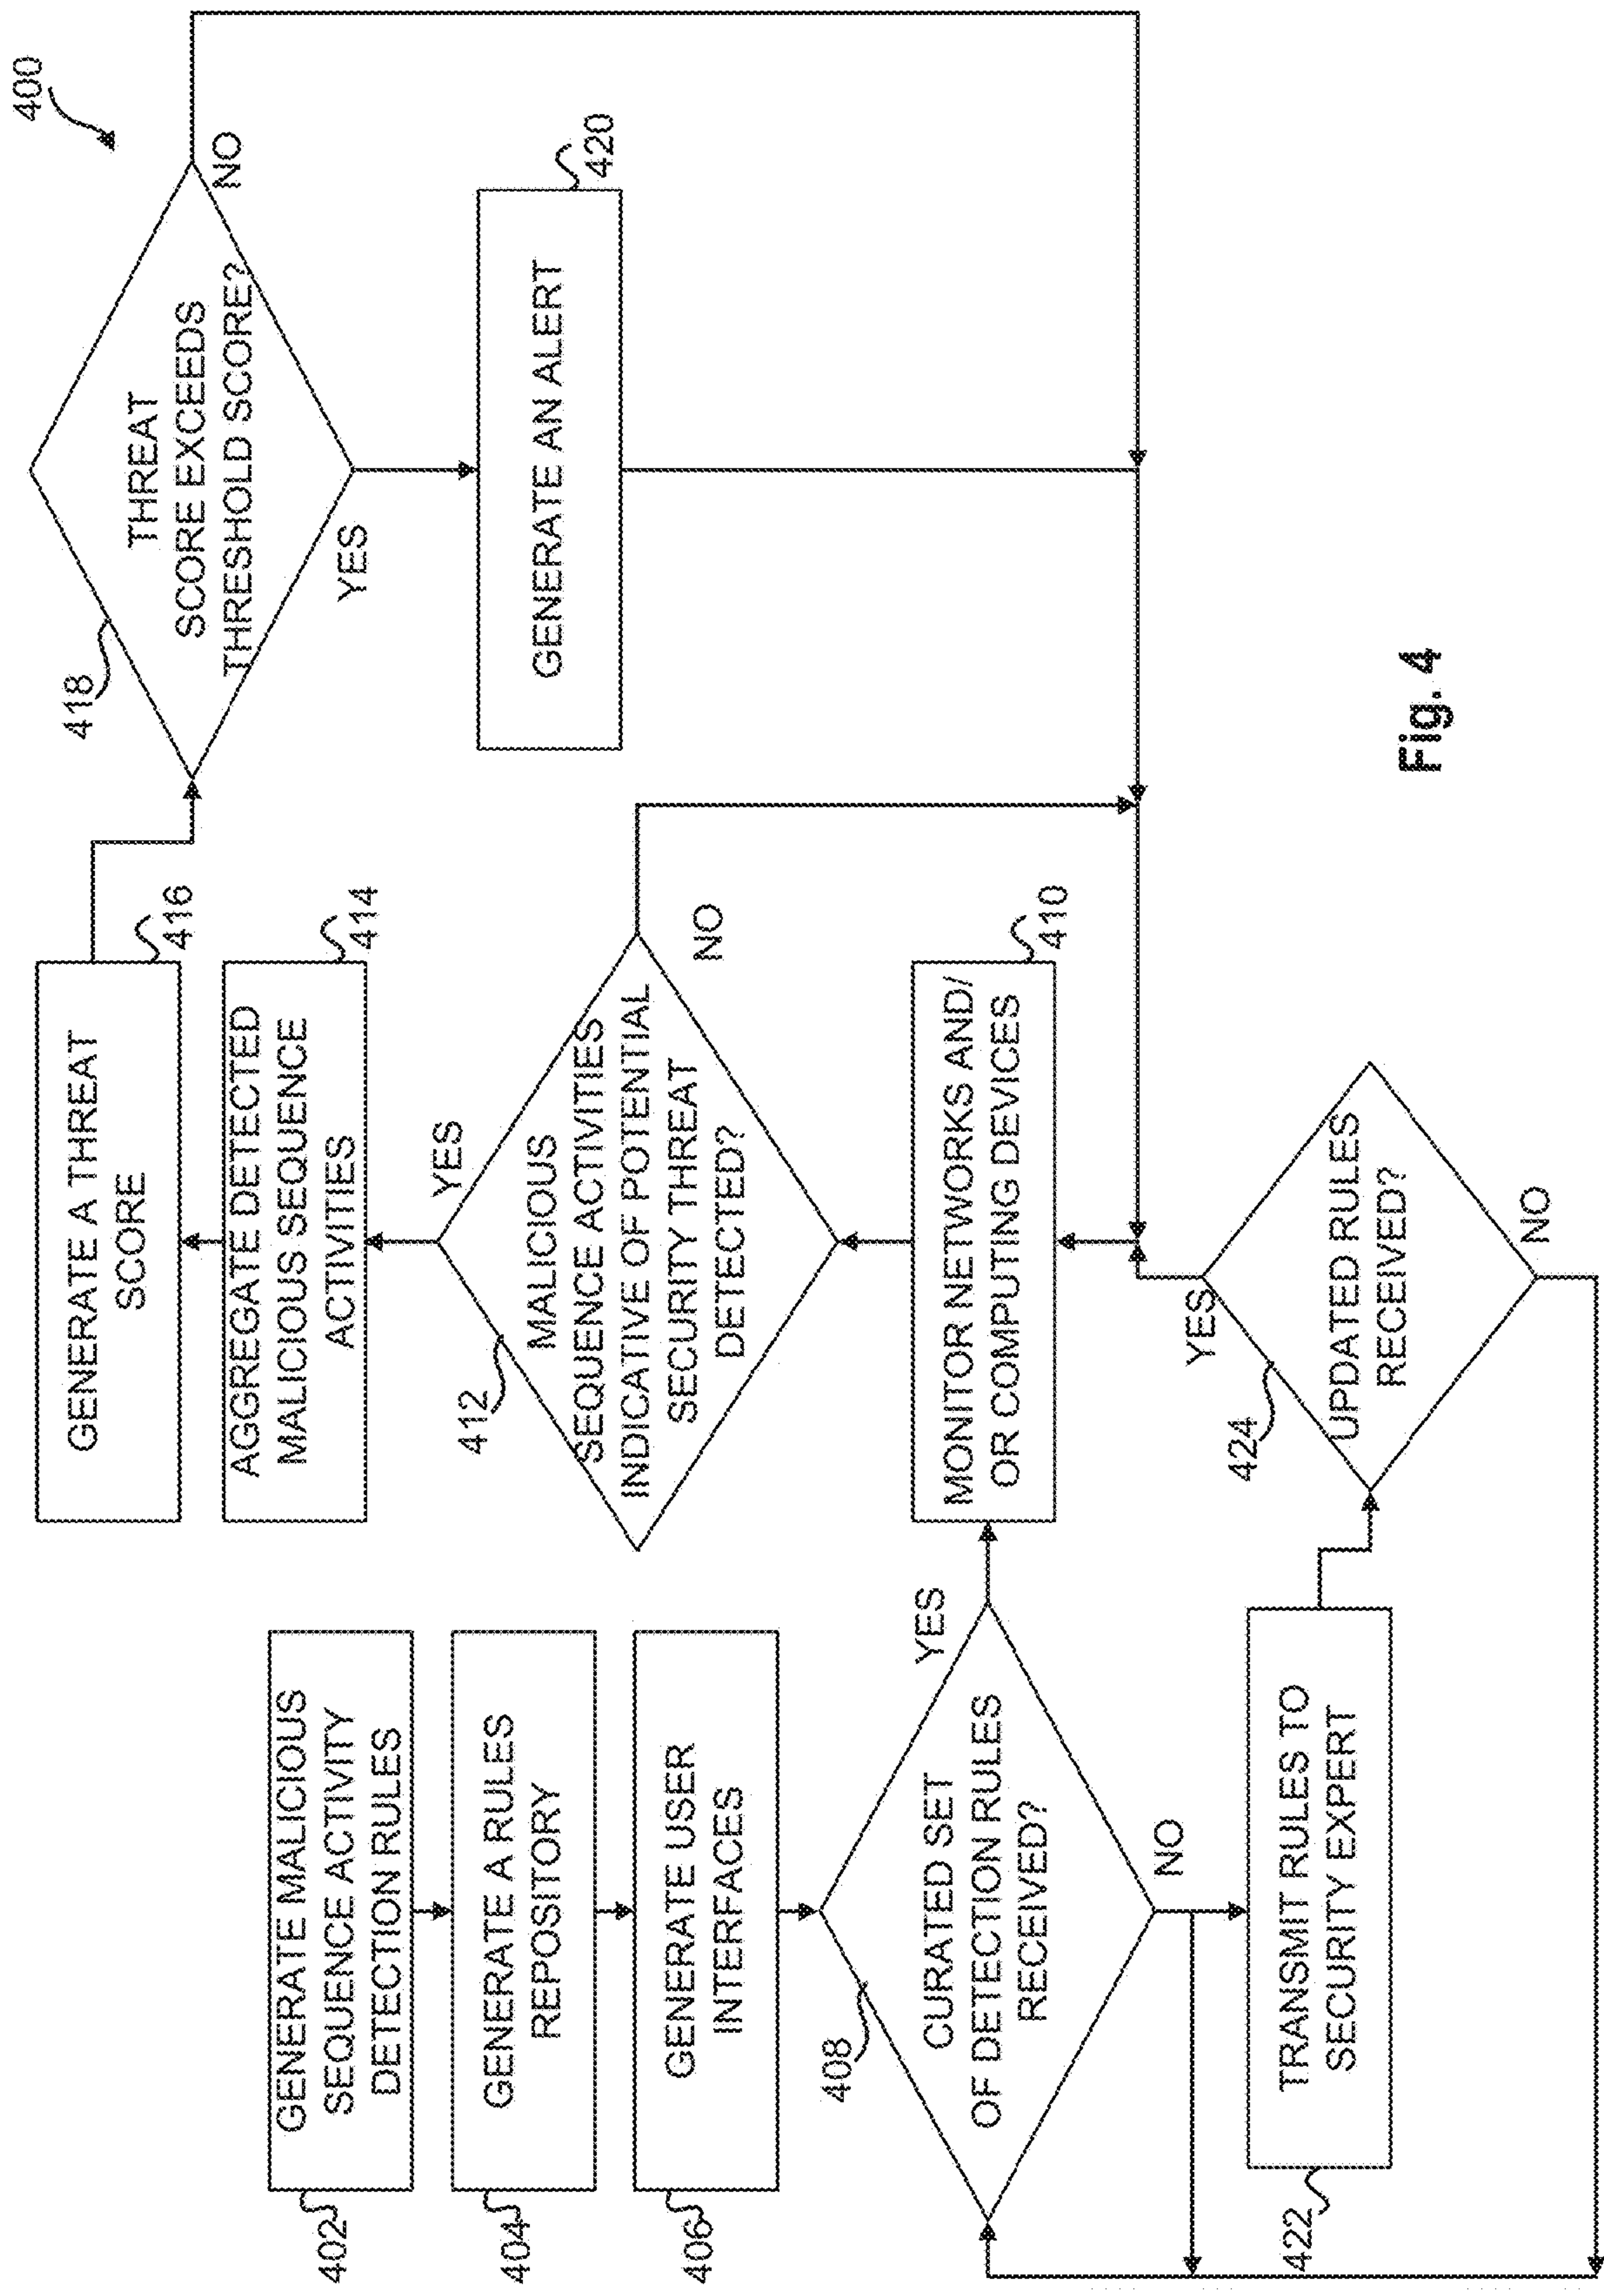 400
402
GENERATE MALICIOUS
SEQUENCE ACTIVITY
DETECTION RULES
404
GENERATE A RULES
REPOSITORY
406
GENERATE USER
INTERFACES
408
CURATED SET
OF DETECTION RULES
RECEIVED?
YES
NO
422
TRANSMIT RULES TO
SECURITY EXPERT
GENERATE A THREAT
SCORE
416
AGGREGATE DETECTED
MALICIOUS SEQUENCE
ACTIVITIES
414
YES
412
MALICIOUS
SEQUENCE ACTIVITIES
INDICATIVE OF POTENTIAL
SECURITY THREAT
DETECTED?
NO
MONITOR NETWORKS AND/
OR COMPUTING DEVICES
410
YES
424
UPDATED RULES
RECEIVED?
NO
418
THREAT
SCORE EXCEEDS
THRESHOLD SCORE?
NO
YES
GENERATE AN ALERT
420
Fig. 4